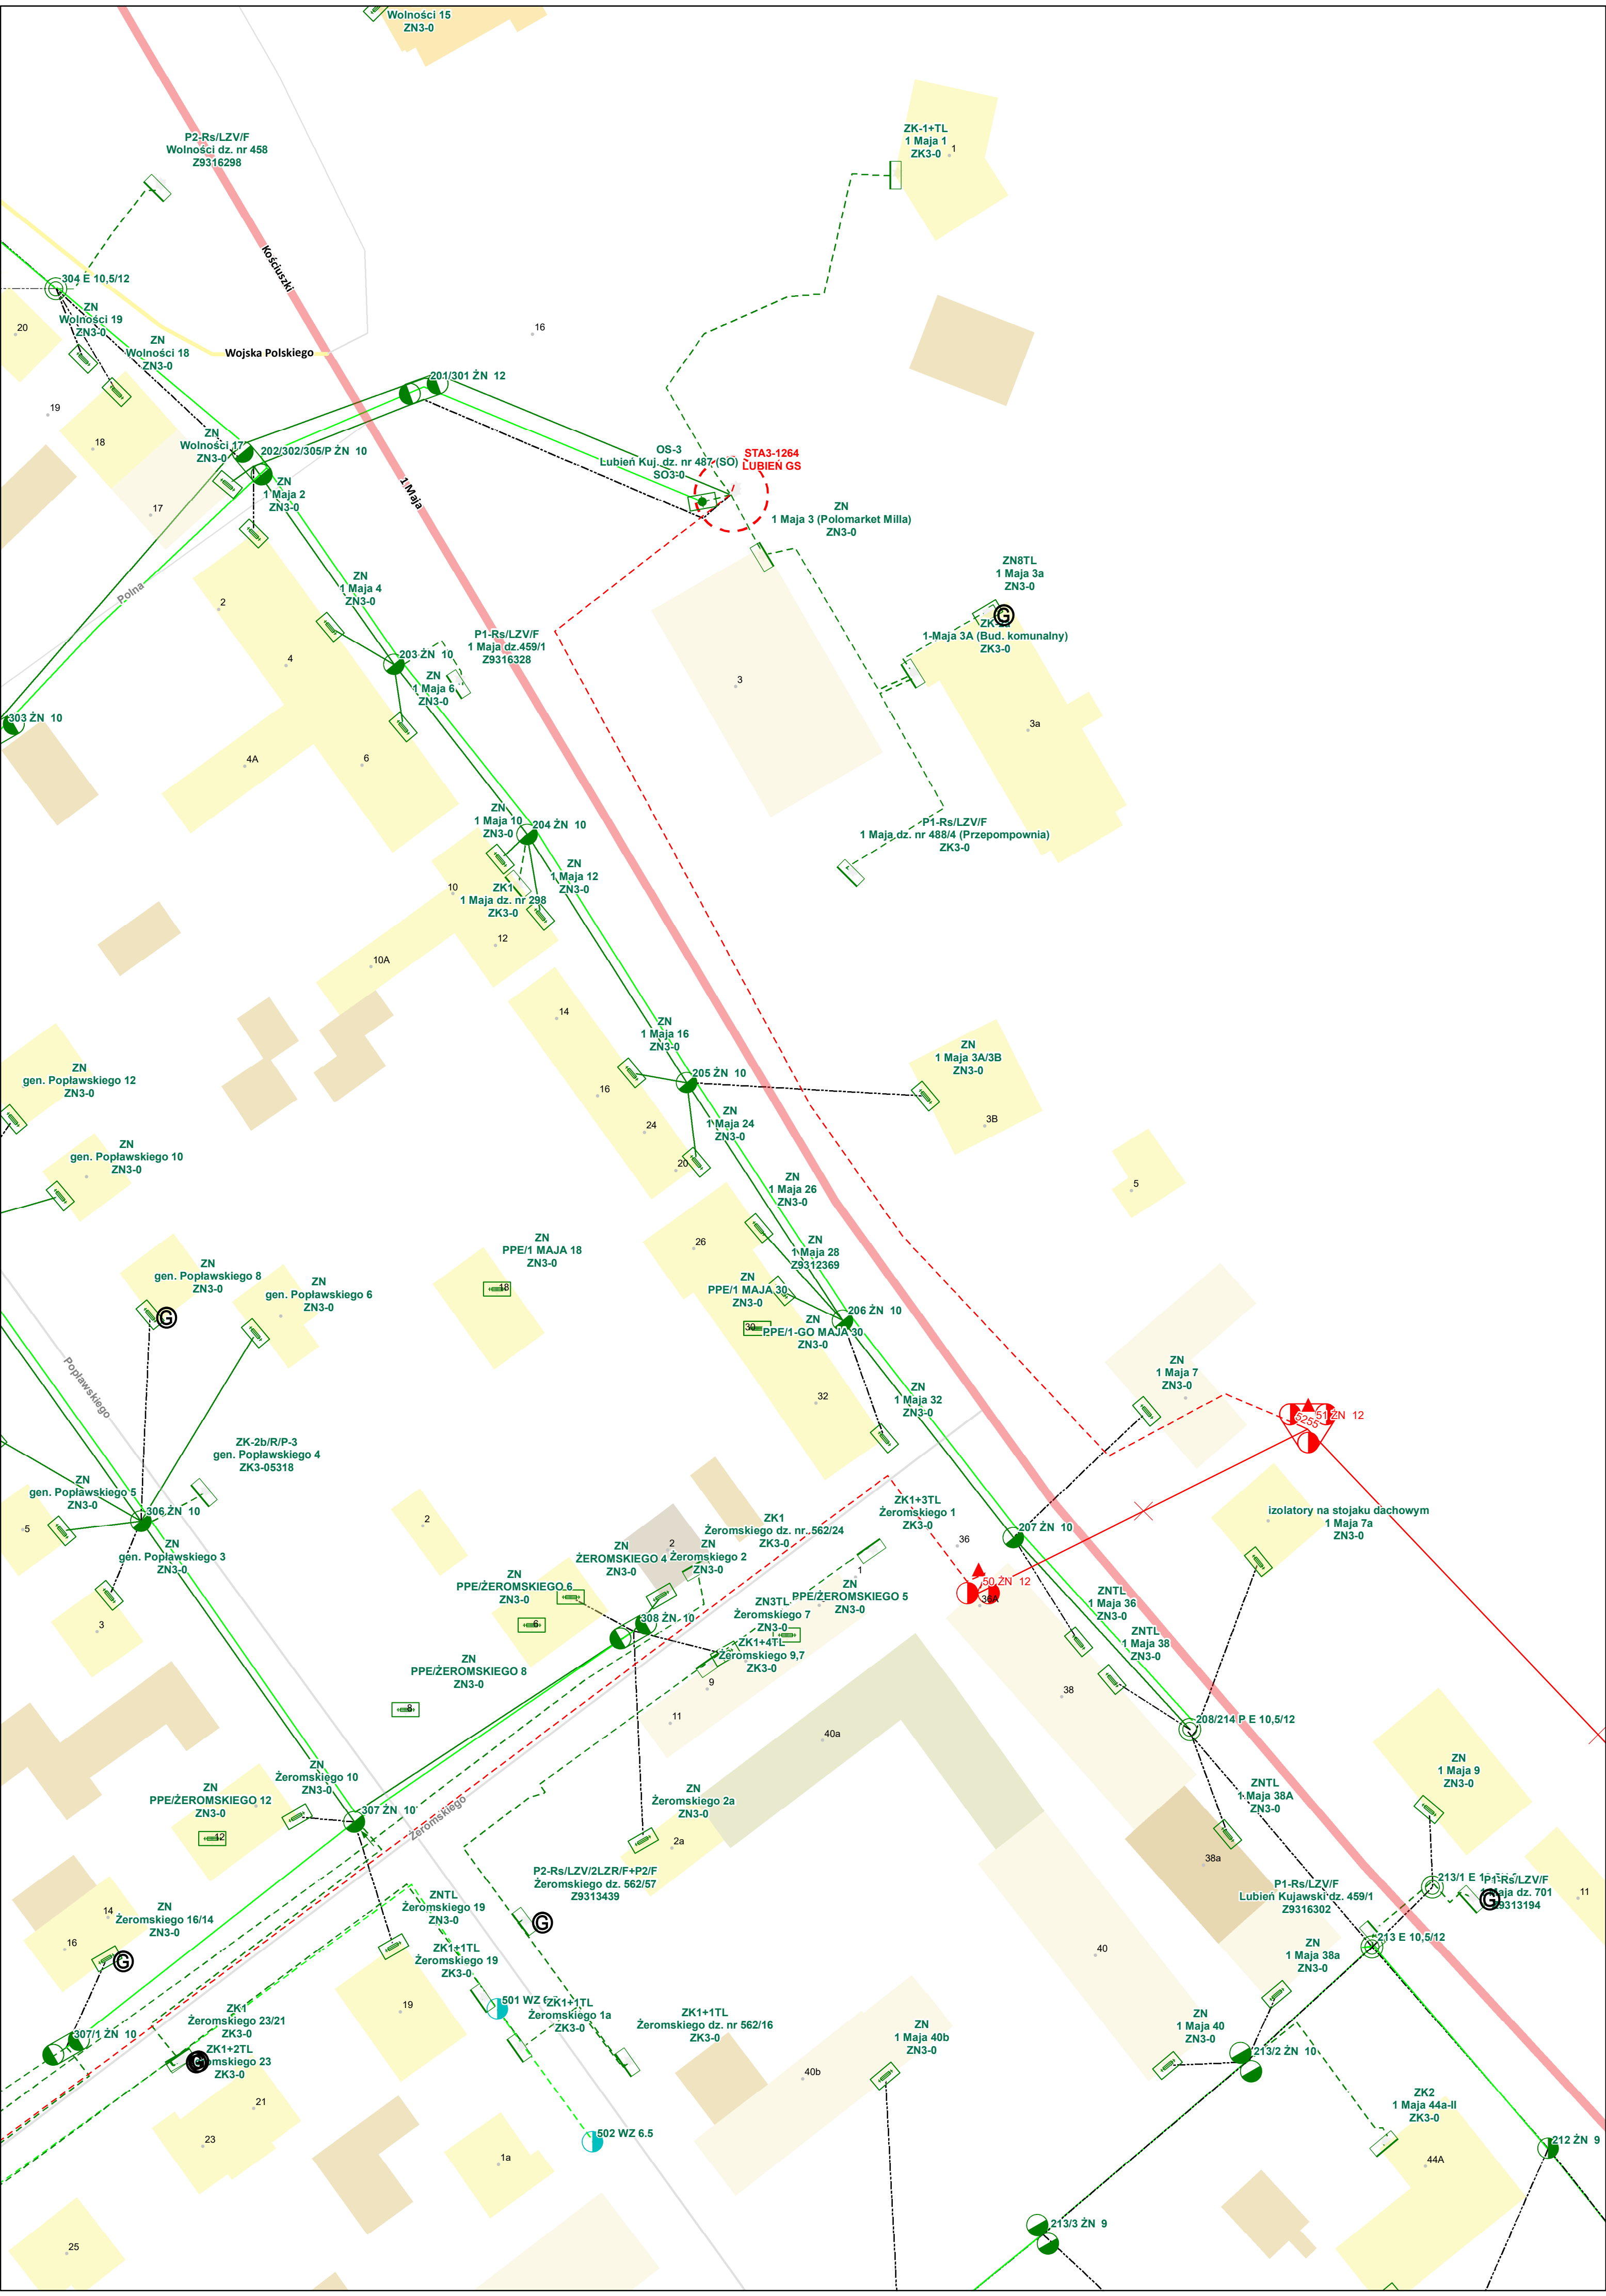 Wolności 15
ZN3-0
P2-Rs/LZV/F
Wolności dz. nr 458
Z9316298
ZK-1+TL
1 Maja 1
ZK3-0
1
Kościuszki
304 E 10,5/12
ZN
Wolności 19
ZN3-0
20
ZN
Wolności 18
ZN3-0
Wojska Polskiego
16
201/301 ŻN 12
19
18
ZN
Wolności 17
ZN3-0
202/302/305/P ŻN 10
17
ZN
1 Maja 2
ZN3-0
1 Maja
OS-3
Lubień Kuj. dz. nr 487 (SO)
SO3-0
STA3-1264
LUBIEŃ GS
ZN
1 Maja 3 (Polomarket Milla)
ZN3-0
Polna
2
ZN
1 Maja 4
ZN3-0
ZN8TL
1 Maja 3a
ZN3-0
G
1 Maja 3A (Bud. komunalny)
ZK3-0
4
203 ŻN 10
P1-Rs/LZV/F
1 Maja dz.459/1
Z9316328
ZN
1 Maja 6
ZN3-0
3
3a
303 ŻN 10
4A
6
ZN
1 Maja 10
ZN3-0
204 ŻN 10
P1-Rs/LZV/F
1 Maja dz. nr 488/4 (Przepompownia)
ZK3-0
ZN
1 Maja 12
ZN3-0
10
ZK1
1 Maja dz. nr 298
ZK3-0
12
10A
14
ZN
1 Maja 16
ZN3-0
ZN
gen. Popławskiego 12
ZN3-0
205 ŻN 10
ZN
1 Maja 3A/3B
ZN3-0
16
24
20
3B
ZN
1 Maja 24
ZN3-0
ZN
gen. Popławskiego 10
ZN3-0
5
ZN
1 Maja 26
ZN3-0
26
ZN
1 Maja 28
Z9312369
ZN
PPE/1 MAJA 18
ZN3-0
18
ZN
gen. Popławskiego 8
ZN3-0
G
ZN
gen. Popławskiego 6
ZN3-0
ZN
PPE/1 MAJA 30
ZN3-0
30
ZN
PPE/1-GO MAJA 30
ZN3-0
206 ŻN 10
Popławskiego
ZN
1 Maja 32
ZN3-0
32
ZN
1 Maja 7
ZN3-0
5255
51 ŻN 12
ZK-2b/R/P-3
gen. Popławskiego 4
ZK3-05318
ZN
gen. Popławskiego 5
ZN3-0
5
306 ŻN 10
ZN
gen. Popławskiego 3
ZN3-0
3
2
ZK1+3TL
Żeromskiego 1
ZK3-0
izolatory na stojaku dachowym
1 Maja 7a
ZN3-0
ZK1
Żeromskiego dz. nr. 562/24
ZK3-0
2
ZN
ŻEROMSKIEGO 4
ZN3-0
ZN
Żeromskiego 2
ZN3-0
36
207 ŻN 10
ZN
PPE/ŻEROMSKIEGO 6
ZN3-0
6
308 ŻN 10
1
ZN
PPE/ŻEROMSKIEGO 5
ZN3-0
50 ŻN 12
36A
ZN3TL
Żeromskiego 7
ZN3-0
ZK1+4TL
Żeromskiego 9,7
ZK3-0
9
11
ZNTL
1 Maja 36
ZN3-0
ZNTL
1 Maja 38
ZN3-0
38
ZN
PPE/ŻEROMSKIEGO 8
ZN3-0
8
40a
208/214 P E 10,5/12
ZN
Żeromskiego 10
ZN3-0
ZN
PPE/ŻEROMSKIEGO 12
ZN3-0
12
307 ŻN 10
Żeromskiego
ZN
Żeromskiego 2a
ZN3-0
2a
ZN
1 Maja 9
ZN3-0
ZNTL
1 Maja 38A
ZN3-0
38a
P2-Rs/LZV/2LZR/F+P2/F
Żeromskiego dz. 562/57
Z9313439
G
P1-Rs/LZV/F
Lubień Kujawski dz. 459/1
Z9316302
213/1 E
P1-Rs/LZV/F
1 Maja dz. 701
Z9313194
G
11
14
ZN
Żeromskiego 16/14
ZN3-0
16
G
ZNTL
Żeromskiego 19
ZN3-0
213 E 10,5/12
ZK1+1TL
Żeromskiego 19
ZK3-0
40
ZN
1 Maja 38a
ZN3-0
501 WZ
ZK1+1TL
Żeromskiego 1a
ZK3-0
ZK1
Żeromskiego 23/21
ZK3-0
19
ZK1+1TL
Żeromskiego dz. nr 562/16
ZK3-0
ZN
1 Maja 40b
ZN3-0
ZN
1 Maja 40
ZN3-0
307/1 ŻN 10
ZK1+2TL
Żeromskiego 23
ZK3-0
213/2 ŻN 10
40b
21
23
502 WZ 6.5
1a
ZK2
1 Maja 44a-II
ZK3-0
44A
212 ŻN 9
213/3 ŻN 9
25